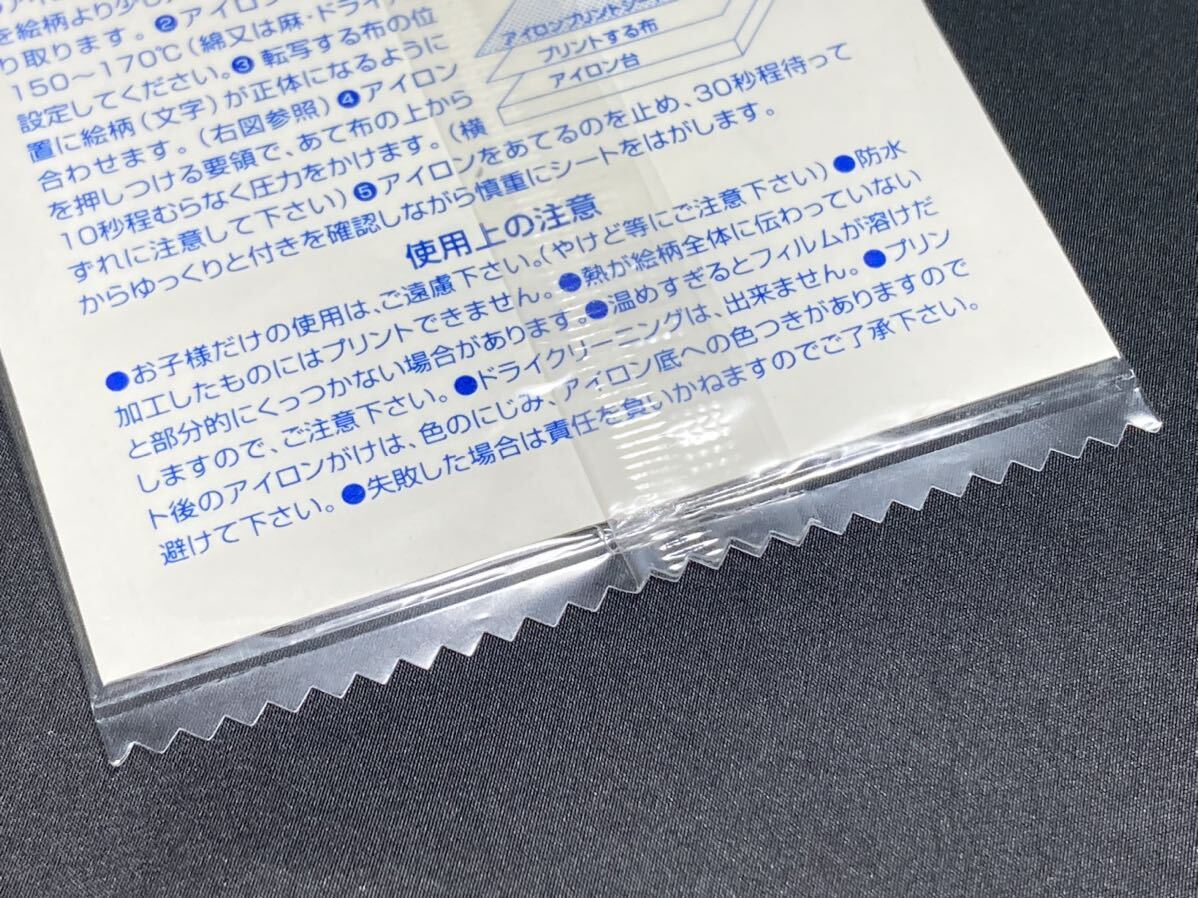 を絵柄より少し
り取ります。❷アイロン
150〜170℃(綿又は麻・ドライ
設定してください。❸転写する布の位
置に絵柄(文字)が正体になるように
合わせます。(右図参照)❹アイロン
を押しつける要領で、あて布の上から
10秒程むらなく圧力をかけます。(横
ずれに注意して下さい)❺アイロンをあてるのを止め、30秒程待って
からゆっくりと付きを確認しながら慎重にシートをはがします。
アイロンプリントシート
プリントする布
アイロン台
使用上の注意
●お子様だけの使用は、ご遠慮下さい。(やけど等にご注意下さい)●防水
加工したものにはプリントできません。●熱が絵柄全体に伝わっていない
と部分的にくっつかない場合があります。●温めすぎるとフィルムが溶けだ
しますので、ご注意下さい。●ドライクリーニングは、出来ません。●プリン
ト後のアイロンがけは、色のにじみ、アイロン底への色つきがありますので
避けて下さい。●失敗した場合は責任を負いかねますのでご了承下さい。